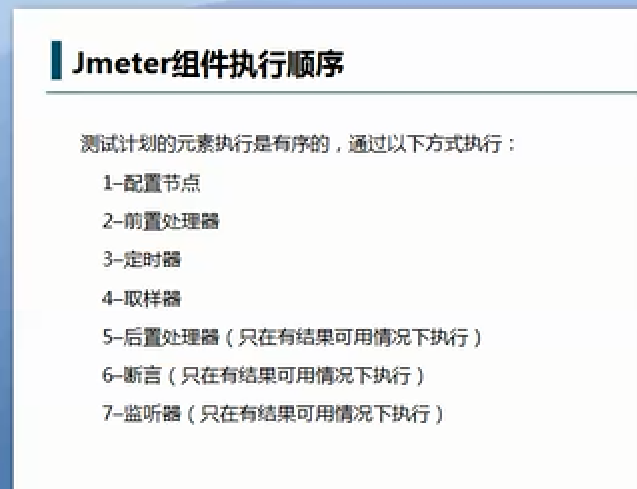 Jmeter组件执行顺序
测试计划的元素执行是有序的，通过以下方式执行：
1–配置节点
2–前置处理器
3–定时器
4–取样器
5–后置处理器（只在有结果可用情况下执行）
6–断言（只在有结果可用情况下执行）
7–监听器（只在有结果可用情况下执行）